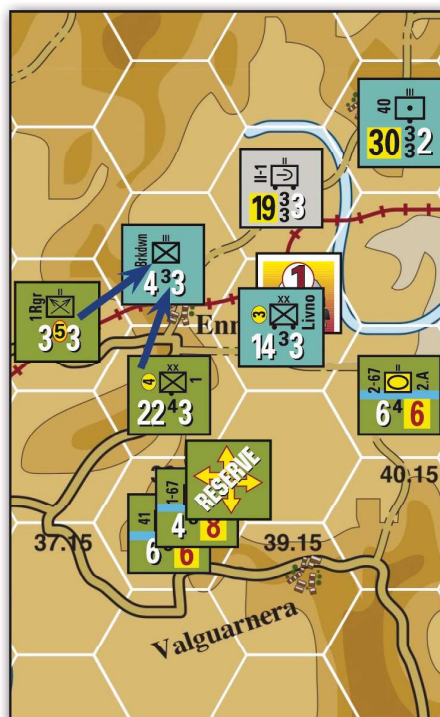 40
30 3 3 2
II-1
19 3 3 3
Brkdwn
4 3 3
1
1 Rgr
3 5 3
Enn
3
XX
Livno
14 3 3
4
XX
1
22 4 3
2-67
2.A
6 4 6
RESERVE
1-67
4 8
41
6 6
40.15
37.15
39.15
Valguarnera